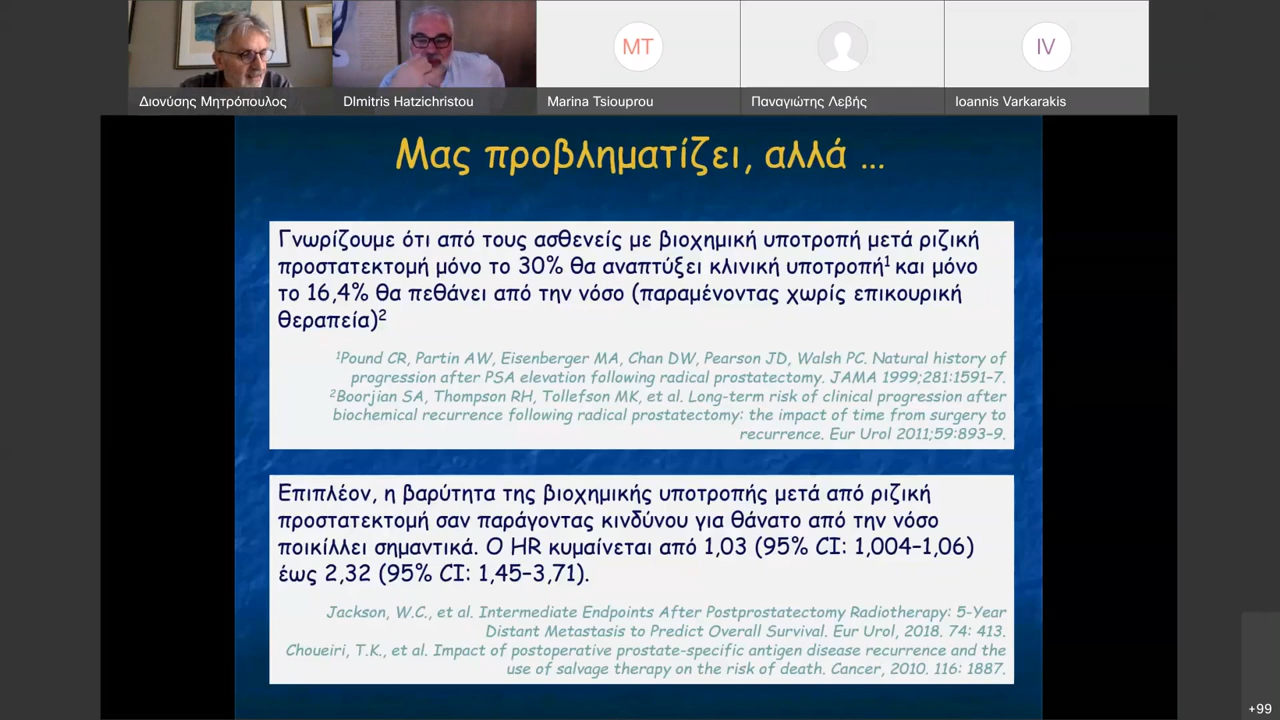 Διονύσης Μητρόπουλος
DImitris Hatzichristou
MT
Marina Tsiouprou
Παναγιώτης Λεβής
IV
Ioannis Varkarakis
Μας προβληματίζει, αλλά ...
Γνωρίζουμε ότι από τους ασθενείς με βιοχημική υποτροπή μετά ριζική
προστατεκτομή μόνο το 30% θα αναπτύξει κλινική υποτροπή¹ και μόνο
το 16,4% θα πεθάνει από την νόσο (παραμένοντας χωρίς επικουρική
θεραπεία)²
¹Pound CR, Partin AW, Eisenberger MA, Chan DW, Pearson JD, Walsh PC. Natural history of
progression after PSA elevation following radical prostatectomy. JAMA 1999;281:1591–7.
²Boorjian SA, Thompson RH, Tollefson MK, et al. Long-term risk of clinical progression after
biochemical recurrence following radical prostatectomy: the impact of time from surgery to
recurrence. Eur Urol 2011;59:893–9.
Επιπλέον, η βαρύτητα της βιοχημικής υποτροπής μετά από ριζική
προστατεκτομή σαν παράγοντας κινδύνου για θάνατο από την νόσο
ποικίλλει σημαντικά. Ο HR κυμαίνεται από 1,03 (95% CI: 1,004–1,06)
έως 2,32 (95% CI: 1,45–3,71).
Jackson, W.C., et al. Intermediate Endpoints After Postprostatectomy Radiotherapy: 5-Year
Distant Metastasis to Predict Overall Survival. Eur Urol, 2018. 74: 413.
Choueiri, T.K., et al. Impact of postoperative prostate-specific antigen disease recurrence and the
use of salvage therapy on the risk of death. Cancer, 2010. 116: 1887.
+99